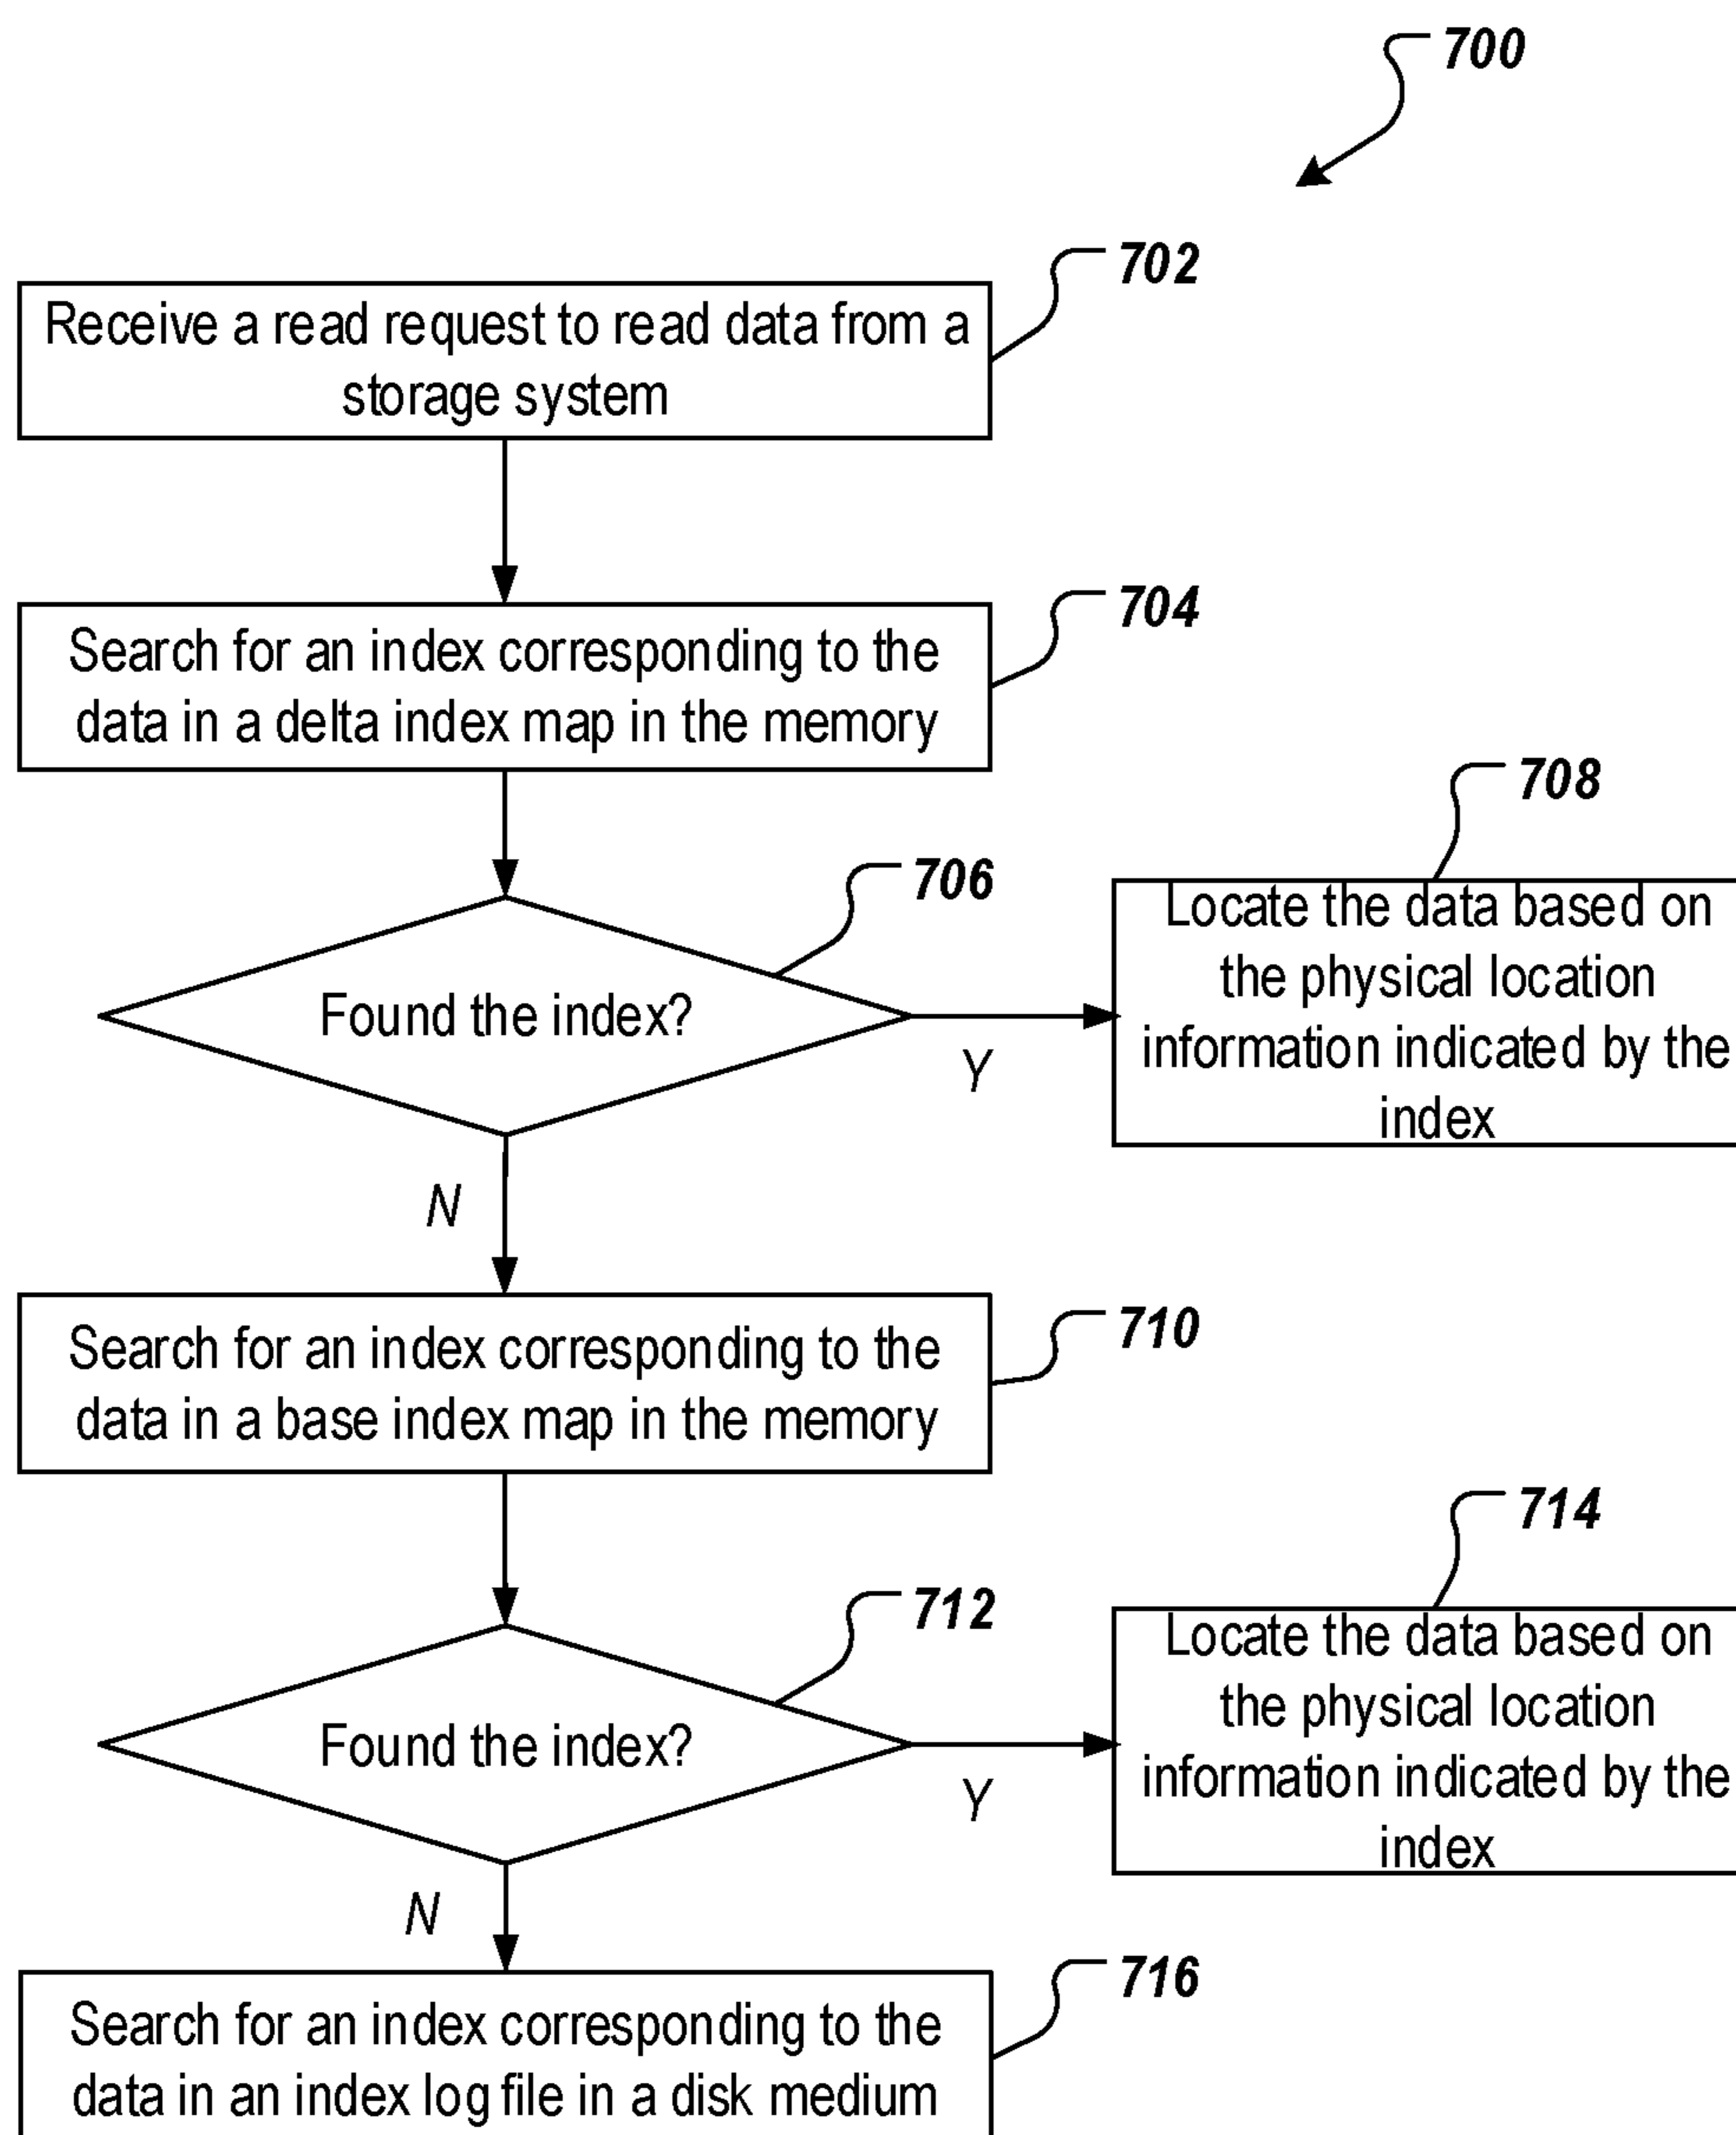 700
702
Receive a read request to read data from a
storage system
704
Search for an index corresponding to the
data in a delta index map in the memory
706
708
Found the index?
Locate the data based on
the physical location
information indicated by the
index
Y
N
710
Search for an index corresponding to the
data in a base index map in the memory
712
714
Found the index?
Locate the data based on
the physical location
information indicated by the
index
Y
N
716
Search for an index corresponding to the
data in an index log file in a disk medium